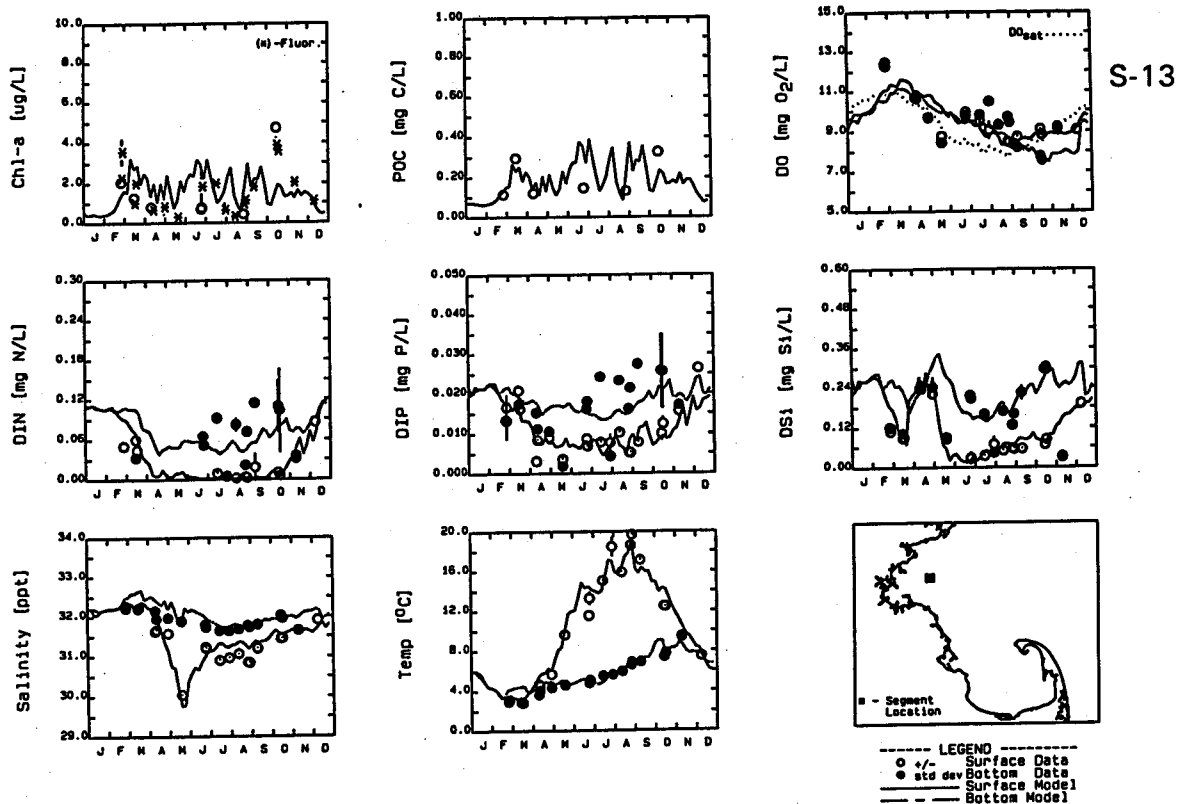 S-13
Chl-a [ug/L]
10.0
8.0
6.0
4.0
2.0
0.0
(*)-Fluor.
J F M A M J J A S O N D
POC [mg C/L]
1.00
0.80
0.60
0.40
0.20
0.00
J F M A M J J A S O N D
DO [mg O2/L]
15.0
13.0
11.0
9.0
7.0
5.0
DOsat
J F M A M J J A S O N D
DIN [mg N/L]
0.30
0.24
0.18
0.12
0.06
0.00
J F M A M J J A S O N D
DIP [mg P/L]
0.050
0.040
0.030
0.020
0.010
0.000
J F M A M J J A S O N D
DSi [mg Si/L]
0.60
0.48
0.36
0.24
0.12
0.00
J F M A M J J A S O N D
Salinity [ppt]
34.0
33.0
32.0
31.0
30.0
29.0
J F M A M J J A S O N D
Temp [OC]
20.0
16.0
12.0
8.0
4.0
0.0
J F M A M J J A S O N D
- Segment
Location
LEGEND
+/- Surface Data
std dev Bottom Data
Surface Model
Bottom Model